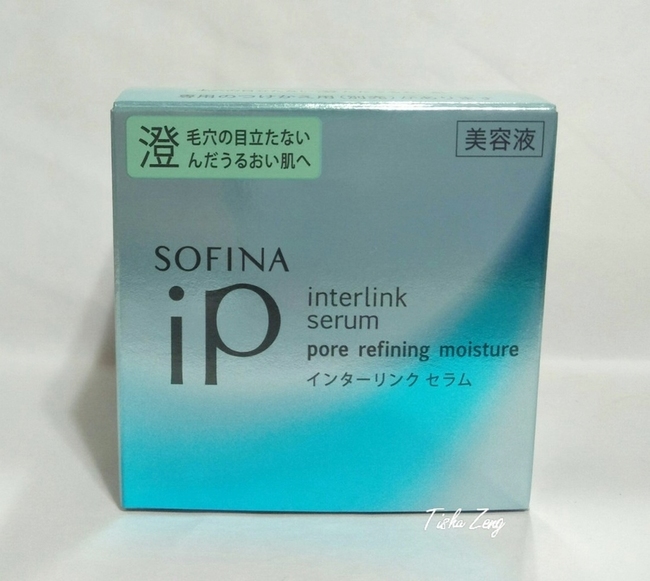 澄 毛穴の目立たない
んだうるおい肌へ
美容液
SOFINA
iP
interlink
serum
pore refining moisture
インターリンク セラム
Tisha Zeng